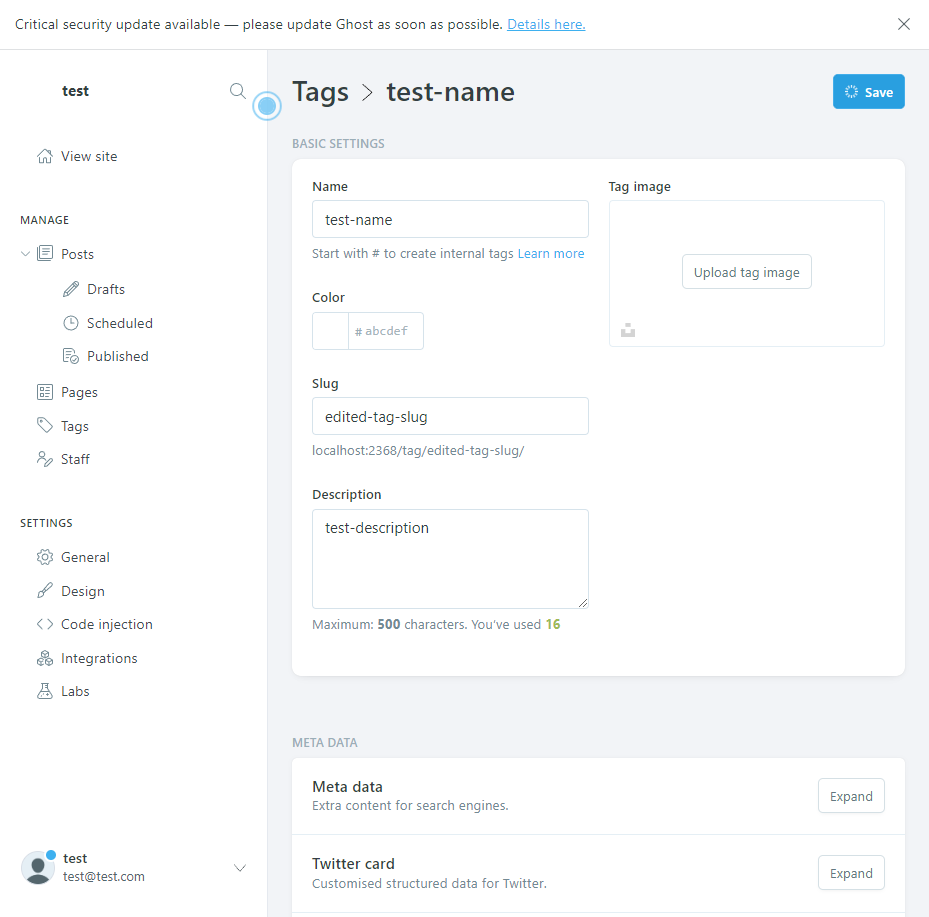 Critical security update available — please update Ghost as soon as possible. Details here.
test
View site
MANAGE
Posts
Drafts
Scheduled
Published
Pages
Tags
Staff
SETTINGS
General
Design
Code injection
Integrations
Labs
test
test@test.com
Tags > test-name
Save
BASIC SETTINGS
Name
test-name
Start with # to create internal tags Learn more
Color
# abcdef
Slug
edited-tag-slug
localhost:2368/tag/edited-tag-slug/
Description
test-description
Maximum: 500 characters. You've used 16
Tag image
Upload tag image
META DATA
Meta data
Extra content for search engines.
Expand
Twitter card
Customised structured data for Twitter.
Expand